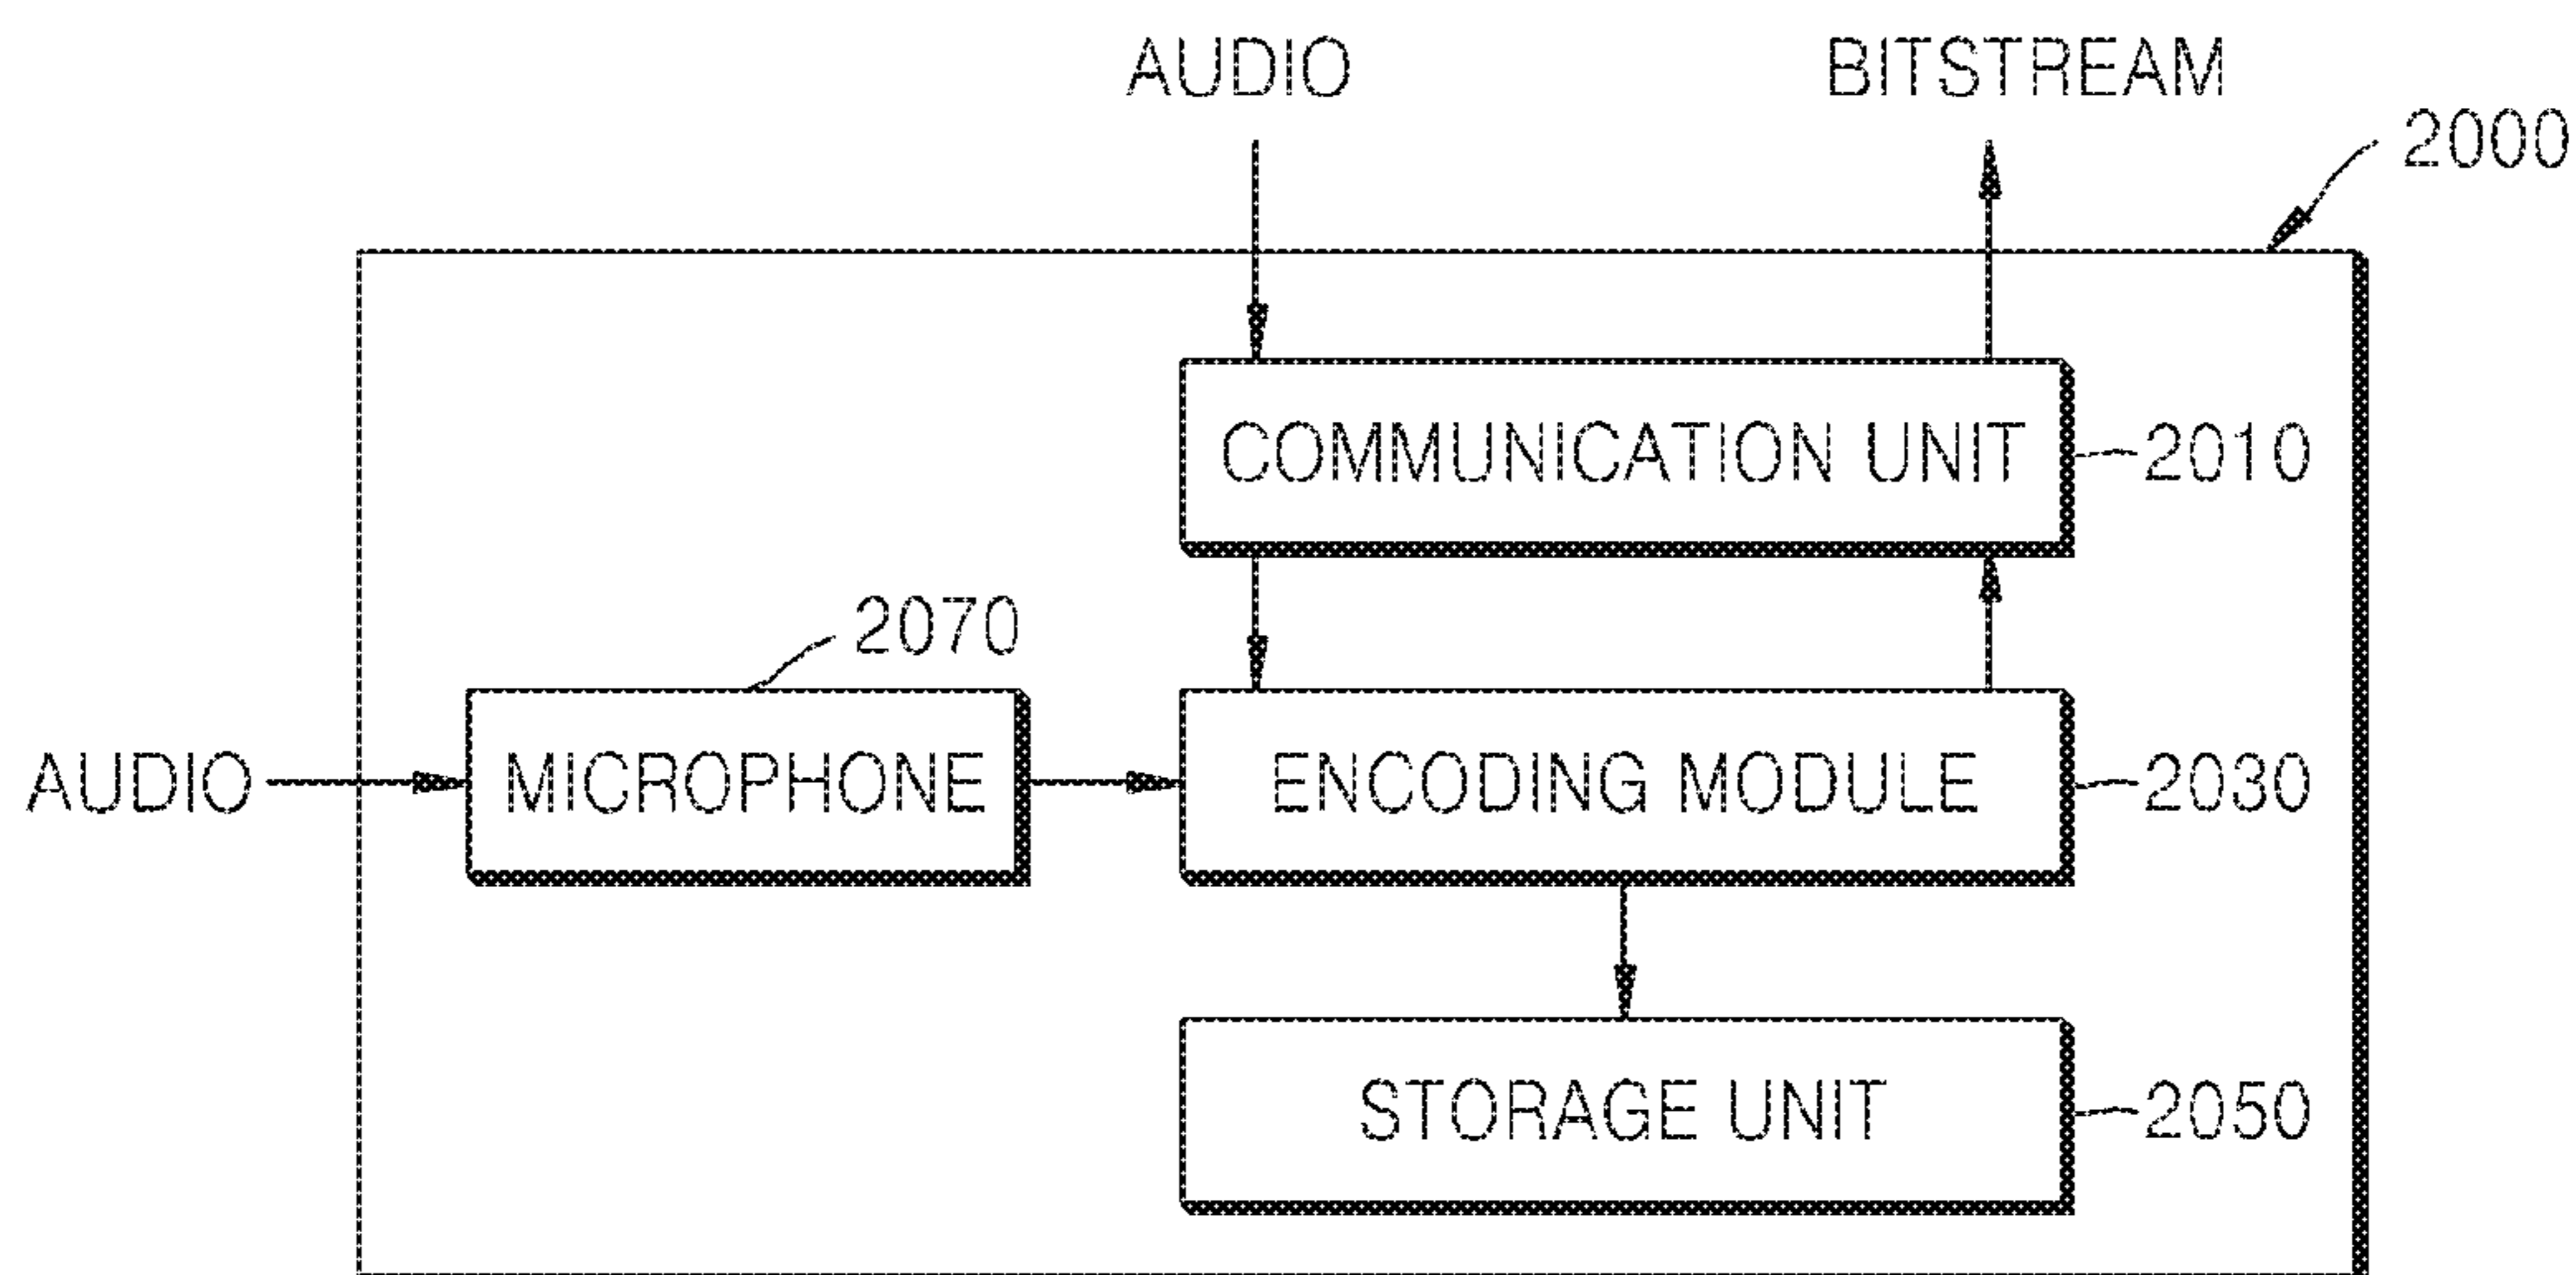 AUDIO
BITSTREAM
2000
COMMUNICATION UNIT
2010
2070
AUDIO
MICROPHONE
ENCODING MODULE
2030
STORAGE UNIT
2050